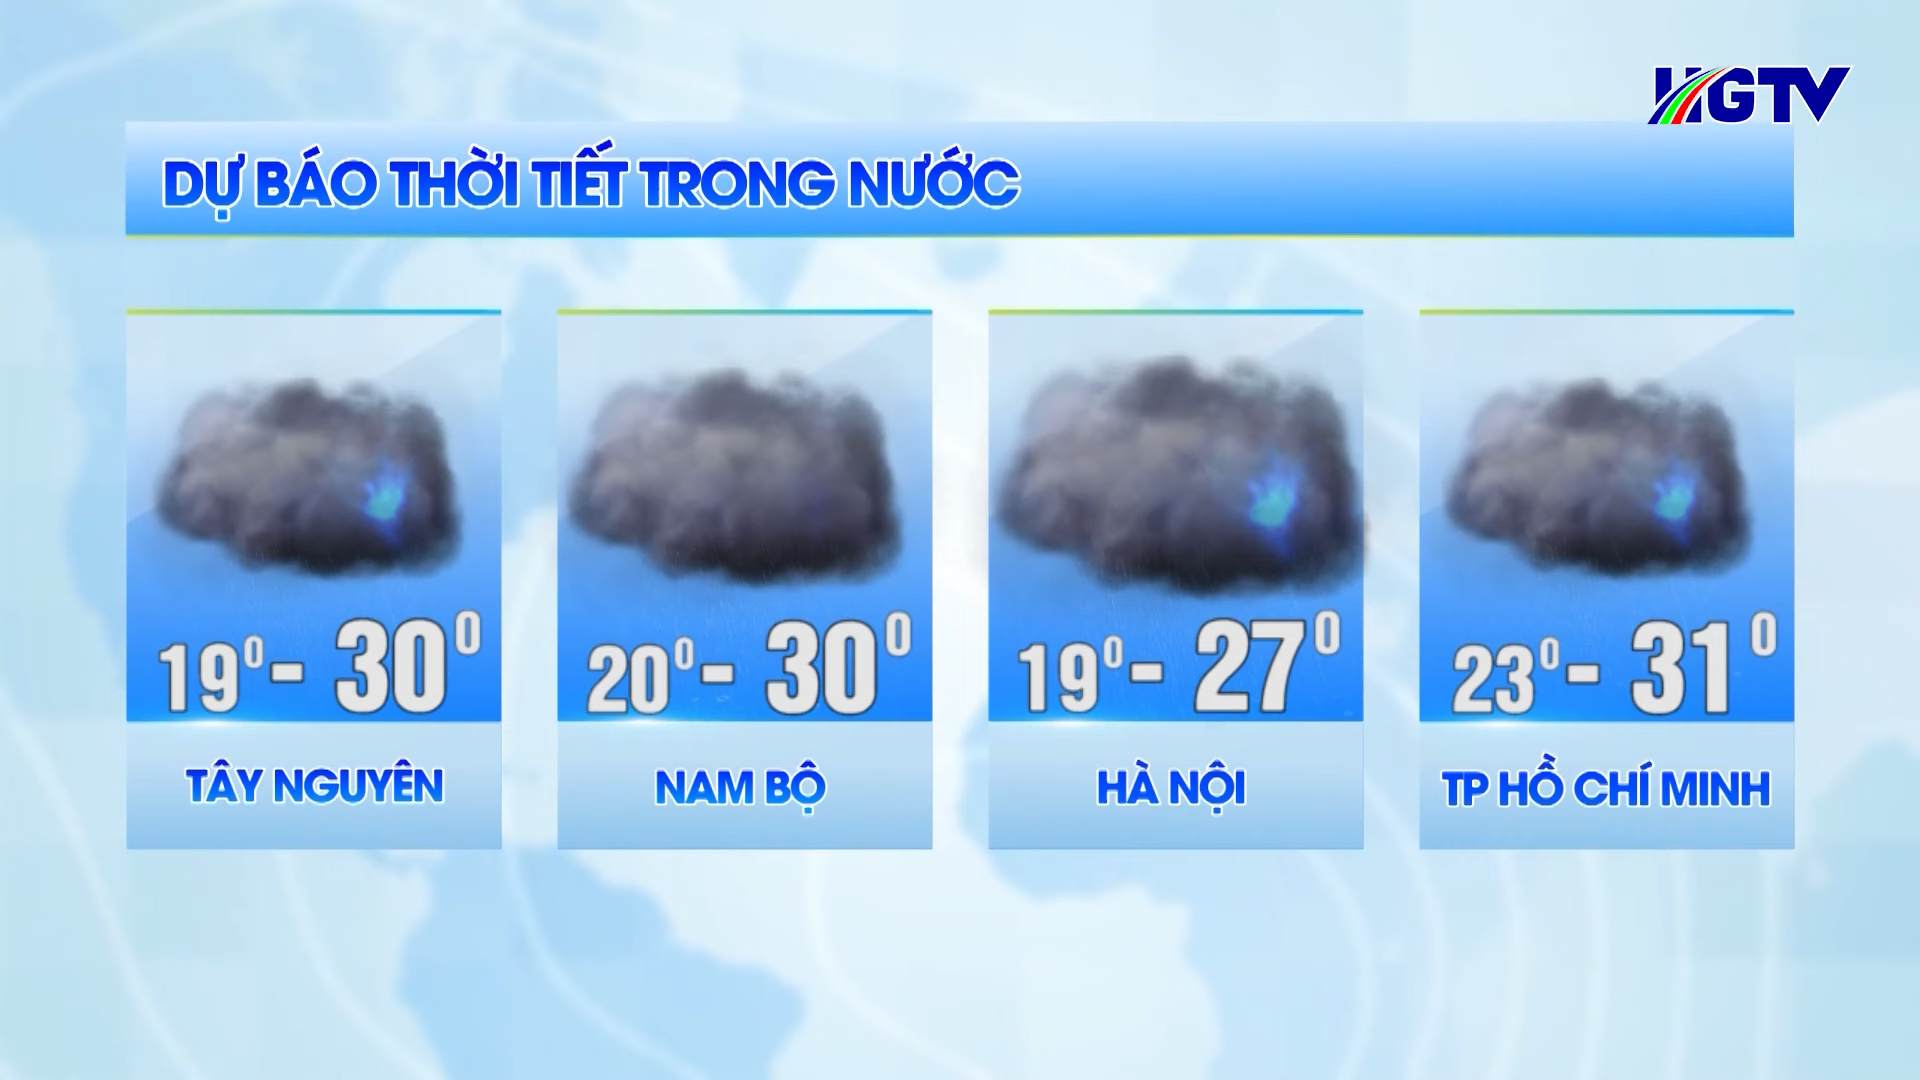 HGTV
DỰ BÁO THỜI TIẾT TRONG NƯỚC
19⁰ - 30⁰
TÂY NGUYÊN
20⁰ - 30⁰
NAM BỘ
19⁰ - 27⁰
HÀ NỘI
23⁰ - 31⁰
TP HỒ CHÍ MINH